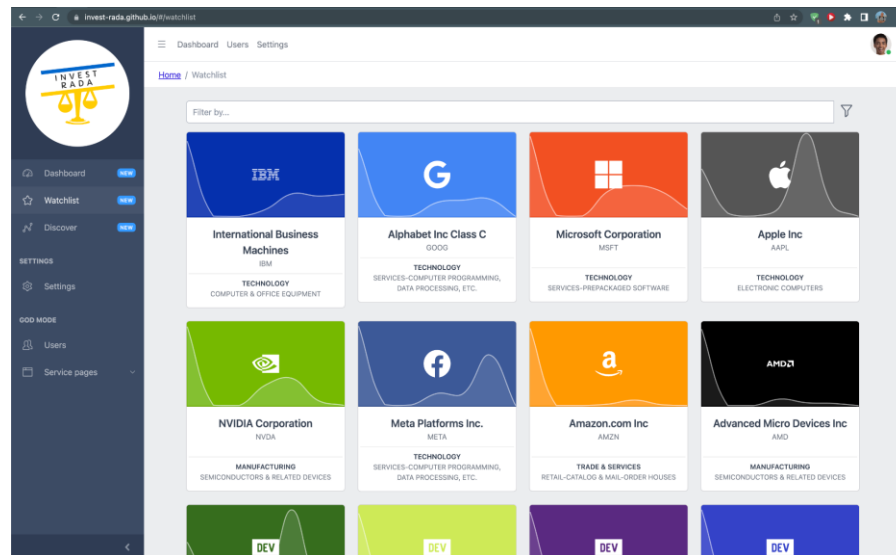 invest-rada.github.io/#/watchlist
INVEST
RADA
Dashboard NEW
Watchlist NEW
Discover NEW
SETTINGS
Settings
GOD MODE
Users
Service pages
Dashboard Users Settings
Home / Watchlist
Filter by...
IBM
International Business
Machines
IBM
TECHNOLOGY
COMPUTER & OFFICE EQUIPMENT
G
Alphabet Inc Class C
GOOG
TECHNOLOGY
SERVICES-COMPUTER PROGRAMMING,
DATA PROCESSING, ETC.
Microsoft Corporation
MSFT
TECHNOLOGY
SERVICES-PREPACKAGED SOFTWARE
Apple Inc
AAPL
TECHNOLOGY
ELECTRONIC COMPUTERS
NVIDIA Corporation
NVDA
MANUFACTURING
SEMICONDUCTORS & RELATED DEVICES
f
Meta Platforms Inc.
META
TECHNOLOGY
SERVICES-COMPUTER PROGRAMMING,
DATA PROCESSING, ETC.
a
Amazon.com Inc
AMZN
TRADE & SERVICES
RETAIL-CATALOG & MAIL-ORDER HOUSES
AMD
Advanced Micro Devices Inc
AMD
MANUFACTURING
SEMICONDUCTORS & RELATED DEVICES
DEV
DEV
DEV
DEV